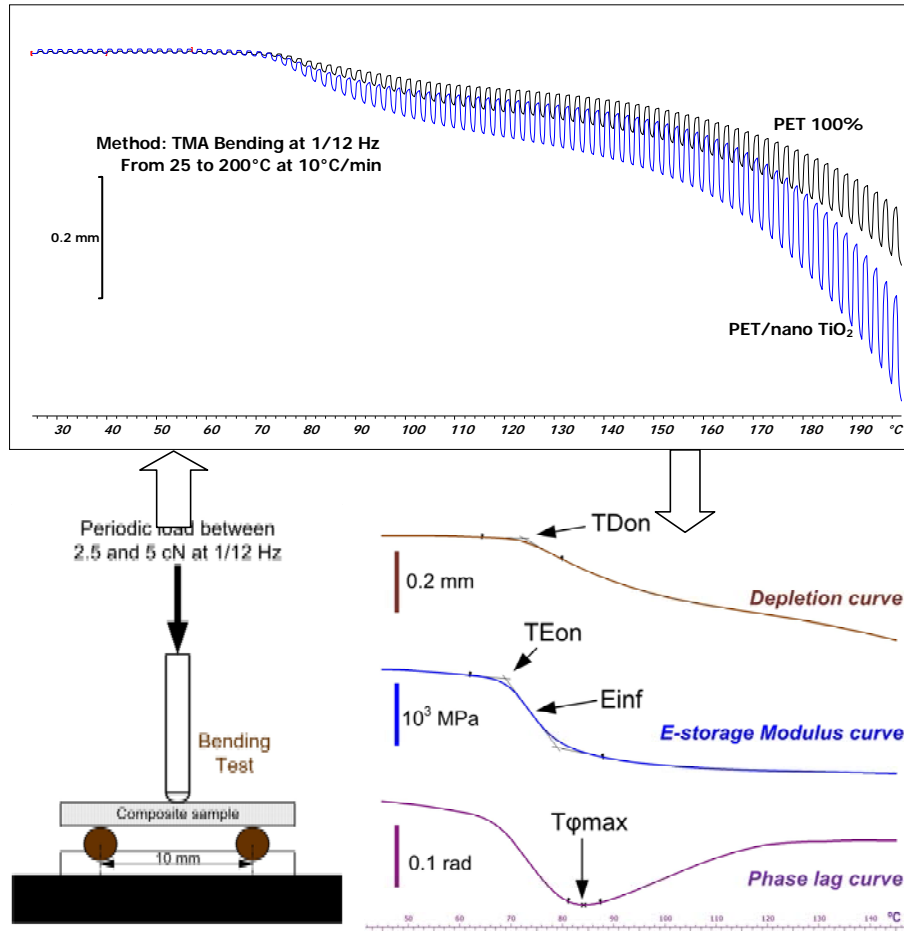 PET 100%
Method: TMA Bending at 1/12 Hz
From 25 to 200°C at 10°C/min
0.2 mm
PET/nano TiO₂
30 40 50 60 70 80 90 100 110 120 130 140 150 160 170 180 190 °C
Periodic load between
2.5 and 5 cN at 1/12 Hz
Bending
Test
Composite sample
10 mm
TDon
0.2 mm
Depletion curve
TEon
Einf
10³ MPa
E-storage Modulus curve
Tφmax
0.1 rad
Phase lag curve
50 60 70 80 90 100 110 120 130 140 °C